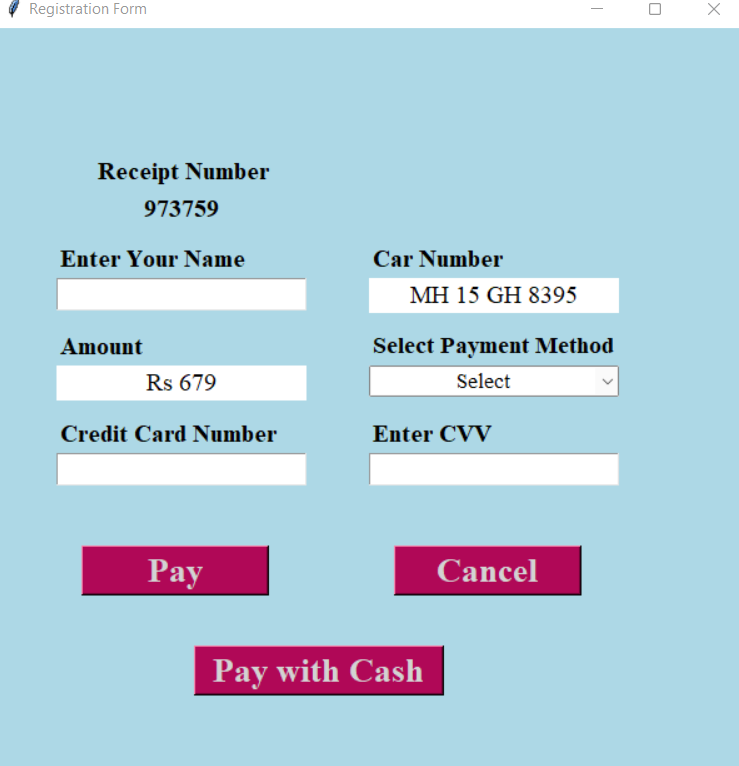 Registration Form
Receipt Number
973759
Enter Your Name
Car Number
MH 15 GH 8395
Amount
Select Payment Method
Rs 679
Select
Credit Card Number
Enter CVV
Pay
Cancel
Pay with Cash